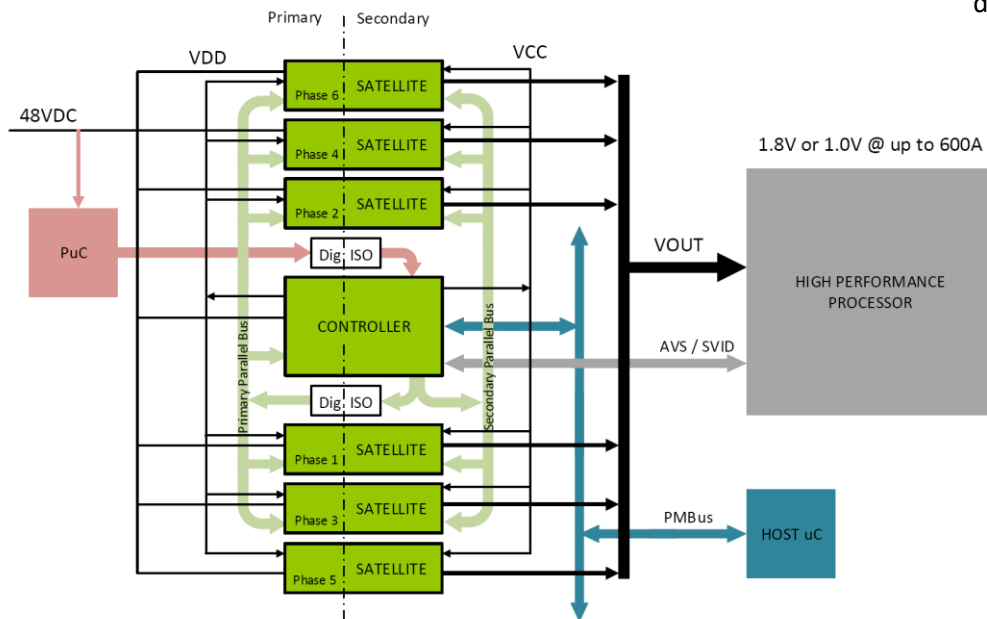 d
Primary
Secondary
VDD
VCC
Phase 6
SATELLITE
48VDC
Phase 4
SATELLITE
1.8V or 1.0V @ up to 600A
Phase 2
SATELLITE
PuC
Dig. ISO
VOUT
HIGH PERFORMANCE
PROCESSOR
CONTROLLER
Primary Parallel Bus
Secondary Parallel Bus
AVS / SVID
Dig. ISO
Phase 1
SATELLITE
Phase 3
SATELLITE
PMBus
HOST uC
Phase 5
SATELLITE